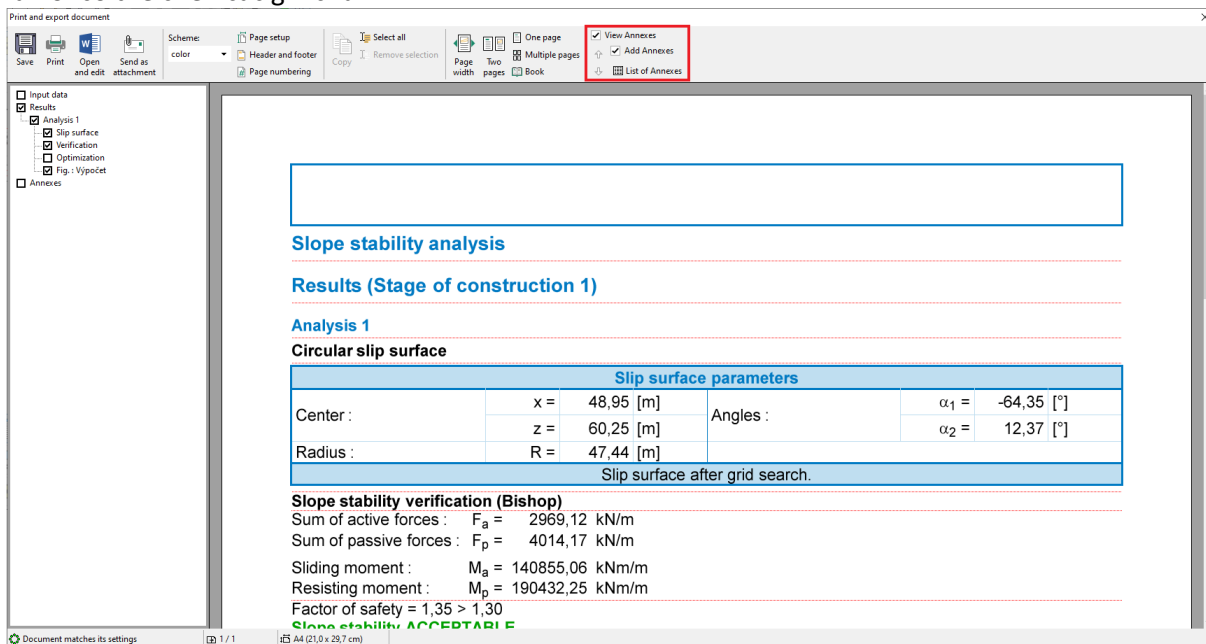 Print and export document
Save
Print
Open and edit
Send as attachment
Scheme:
color
Page setup
Header and footer
Page numbering
Copy
Select all
Remove selection
Page width
Two pages
One page
Multiple pages
Book
View Annexes
Add Annexes
List of Annexes
Input data
Results
Analysis 1
Slip surface
Verification
Optimization
Fig. : Výpočet
Annexes
Slope stability analysis
Results (Stage of construction 1)
Analysis 1
Circular slip surface
Slip surface parameters
Center : x = 48,95 [m] Angles : α1 = -64,35 [°]
z = 60,25 [m] α2 = 12,37 [°]
Radius : R = 47,44 [m]
Slip surface after grid search.
Slope stability verification (Bishop)
Sum of active forces : Fa = 2969,12 kN/m
Sum of passive forces : Fp = 4014,17 kN/m
Sliding moment : Ma = 140855,06 kNm/m
Resisting moment : Mp = 190432,25 kNm/m
Factor of safety = 1,35 > 1,30
Slope stability ACCEPTABLE
Document matches its settings
1 / 1
A4 (21,0 x 29,7 cm)